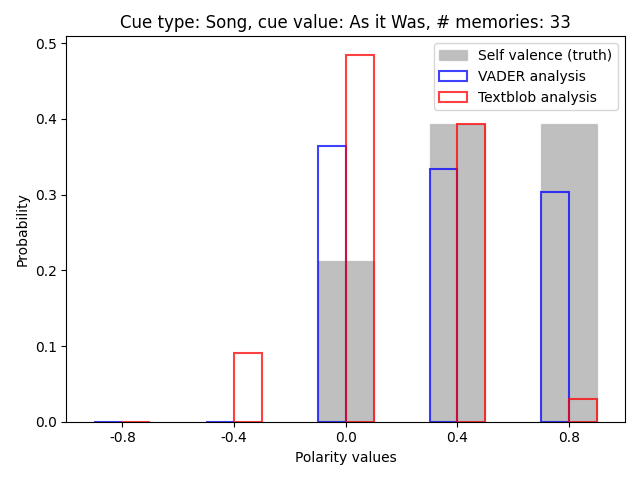 Cue type: Song, cue value: As it Was, # memories: 33
Self valence (truth)
VADER analysis
Textblob analysis
Probability
0.5
0.4
0.3
0.2
0.1
0.0
-0.8 -0.4 0.0 0.4 0.8
Polarity values